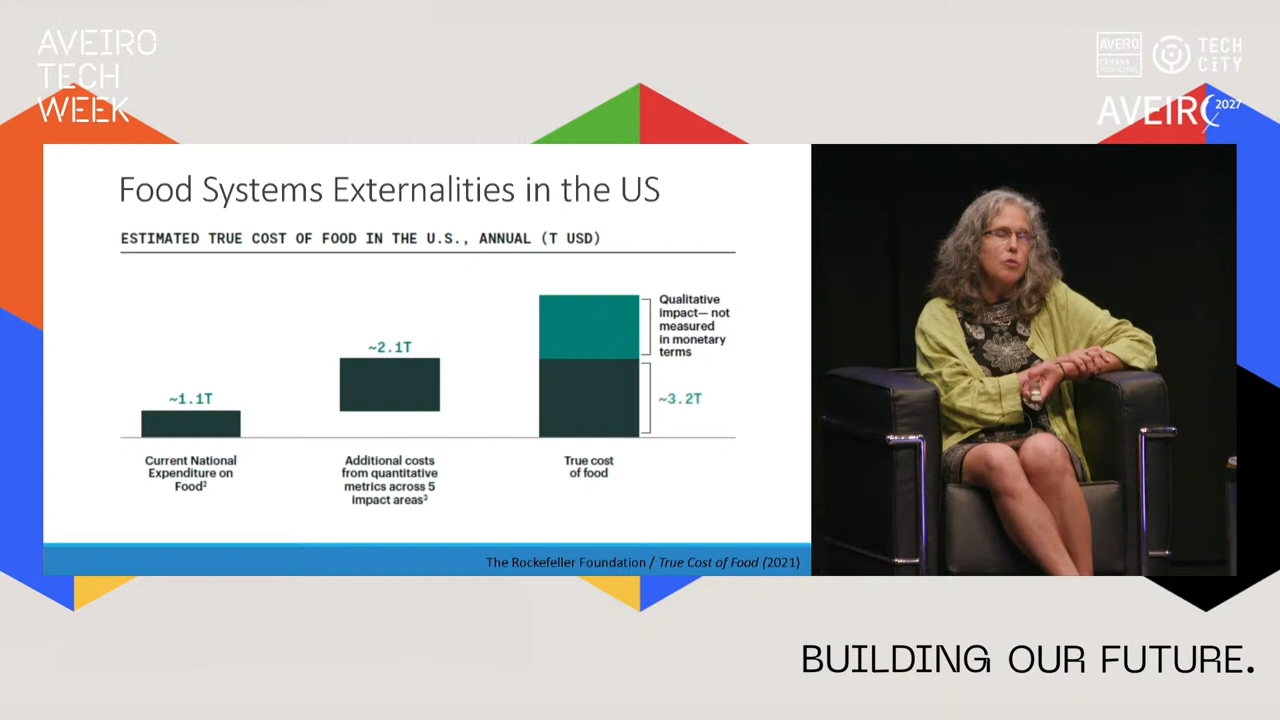 AVEIRO
TECH
WEEK
AVEIRO
CÂMARA
MUNICIPAL
TECH
CiTY
AVEIRO
2027
Food Systems Externalities in the US
ESTIMATED TRUE COST OF FOOD IN THE U.S., ANNUAL (T USD)
~1.1T
~2.1T
Qualitative
impact— not
measured
in monetary
terms
~3.2T
Current National
Expenditure on
Food²
Additional costs
from quantitative
metrics across 5
impact areas³
True cost
of food
The Rockefeller Foundation / True Cost of Food (2021)
BUILDING OUR FUTURE.